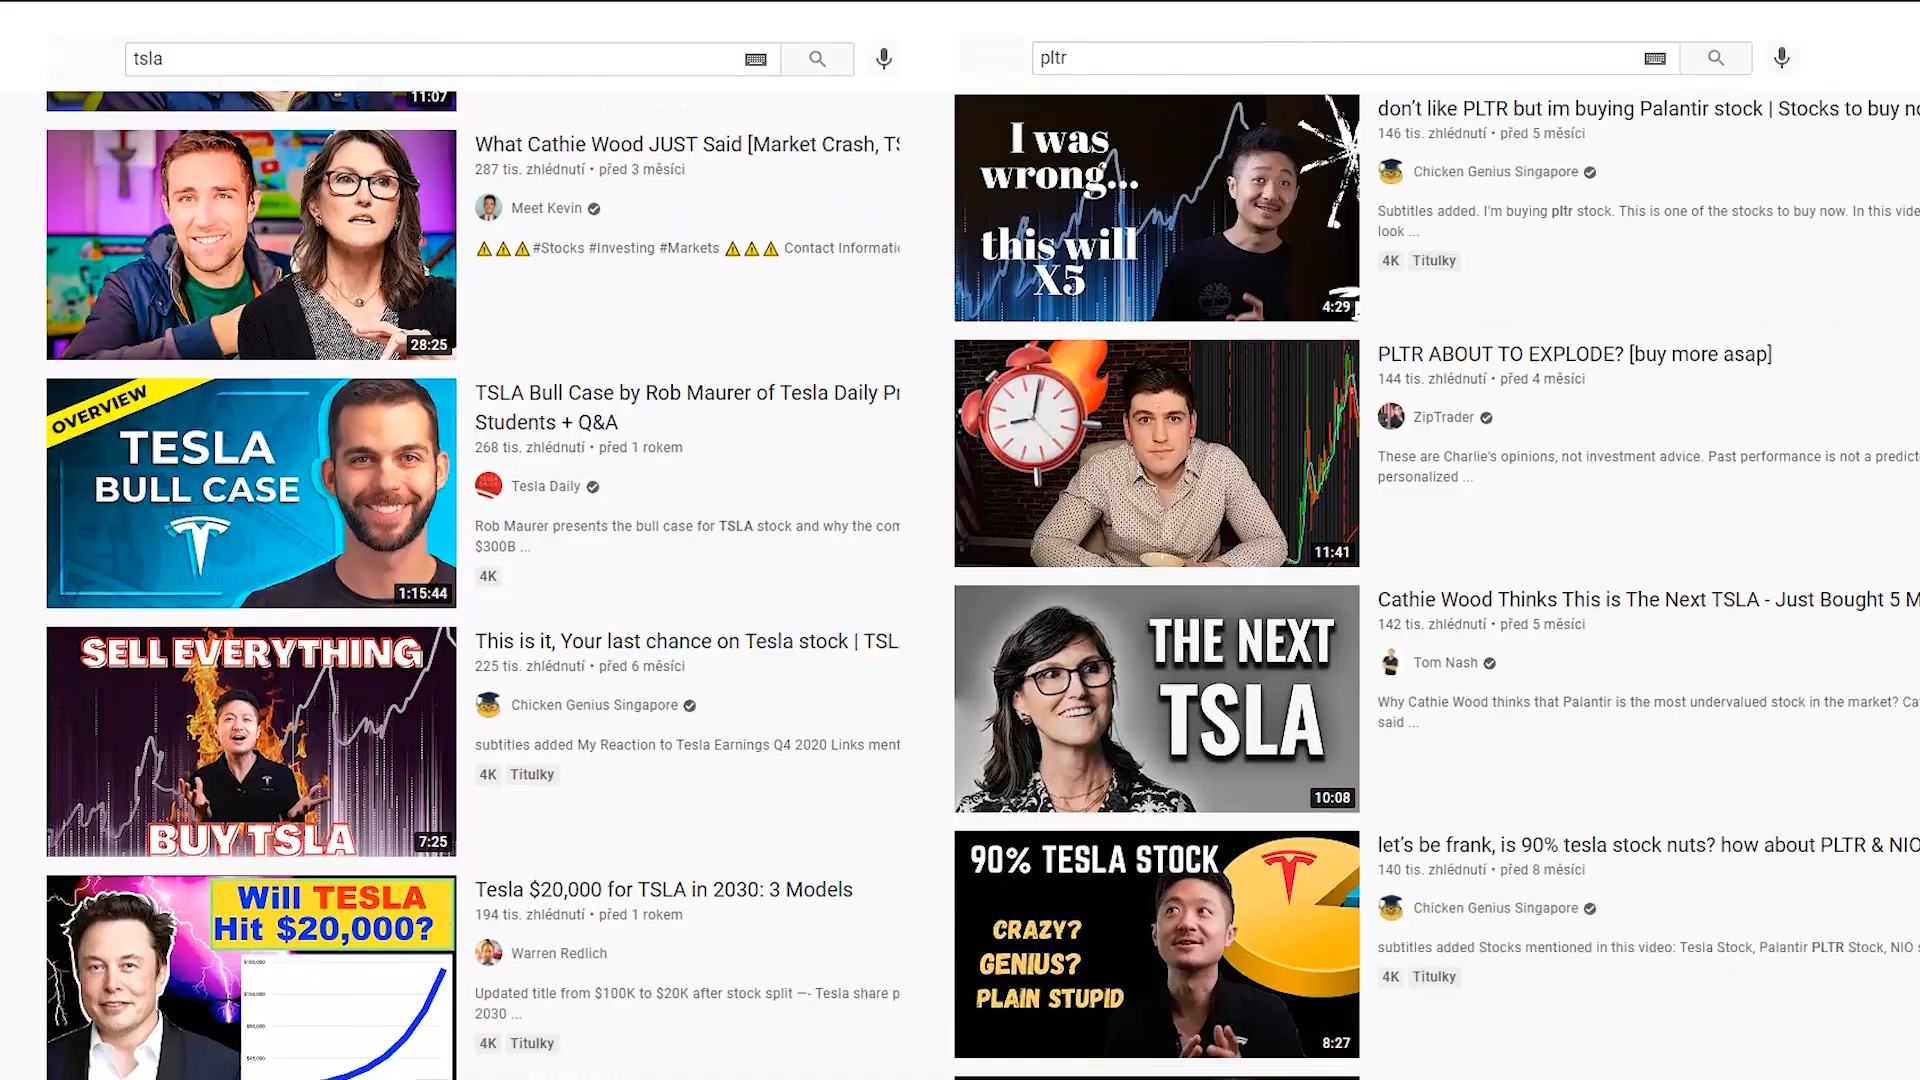 tsla
11:07
28:25
What Cathie Wood JUST Said [Market Crash, TS
287 tis. zhlédnutí • před 3 měsíci
Meet Kevin
#Stocks #Investing #Markets
Contact Informatic
OVERVIEW
TESLA
BULL CASE
1:15:44
TSLA Bull Case by Rob Maurer of Tesla Daily Pr
Students + Q&A
268 tis. zhlédnutí • před 1 rokem
Tesla Daily
Rob Maurer presents the bull case for TSLA stock and why the com
$300B ...
4K
SELL EVERYTHING
BUY TSLA
7:25
This is it, Your last chance on Tesla stock | TSL
225 tis. zhlédnutí • před 6 měsíci
Chicken Genius Singapore
subtitles added My Reaction to Tesla Earnings Q4 2020 Links ment
4K Titulky
Will TESLA
Hit $20,000?
Tesla $20,000 for TSLA in 2030: 3 Models
194 tis. zhlédnutí • před 1 rokem
Warren Redlich
Updated title from $100K to $20K after stock split —- Tesla share p
2030 ...
4K Titulky
pltr
I was
wrong...
this will
X5
4:29
don’t like PLTR but im buying Palantir stock | Stocks to buy no
146 tis. zhlédnutí • před 5 měsíci
Chicken Genius Singapore
Subtitles added. I'm buying pltr stock. This is one of the stocks to buy now. In this vide
look ...
4K Titulky
11:41
PLTR ABOUT TO EXPLODE? [buy more asap]
144 tis. zhlédnutí • před 4 měsíci
ZipTrader
These are Charlie's opinions, not investment advice. Past performance is not a predicto
personalized ...
THE NEXT
TSLA
10:08
Cathie Wood Thinks This is The Next TSLA - Just Bought 5 M
142 tis. zhlédnutí • před 5 měsíci
Tom Nash
Why Cathie Wood thinks that Palantir is the most undervalued stock in the market? Ca
said ...
90% TESLA STOCK
CRAZY?
GENIUS?
PLAIN STUPID
8:27
let’s be frank, is 90% tesla stock nuts? how about PLTR & NIO
140 tis. zhlédnutí • před 8 měsíci
Chicken Genius Singapore
subtitles added Stocks mentioned in this video: Tesla Stock, Palantir PLTR Stock, NIO s
4K Titulky